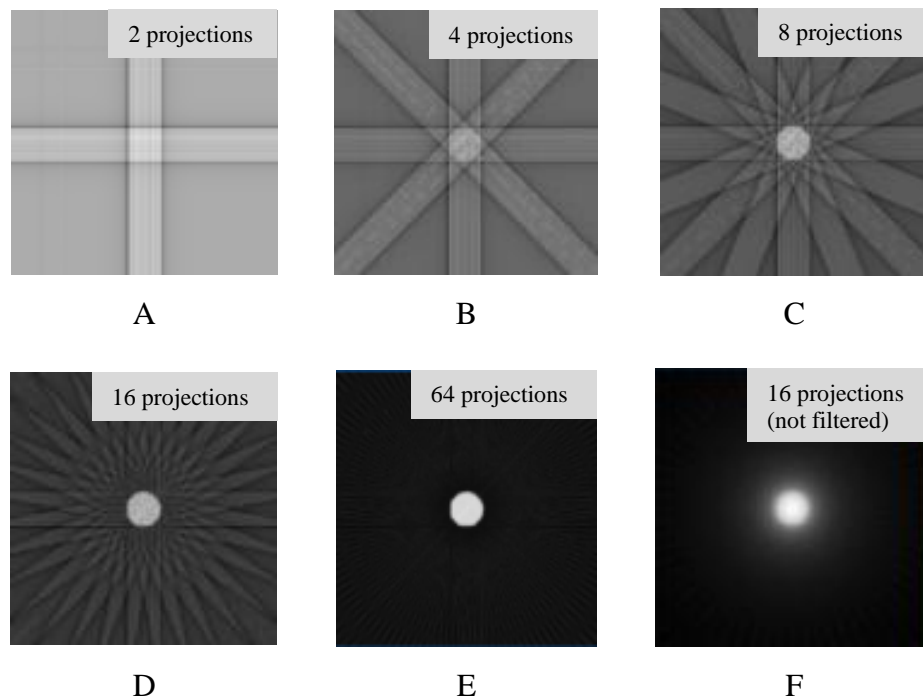 2 projections
4 projections
8 projections
A
B
C
16 projections
64 projections
16 projections
(not filtered)
D
E
F